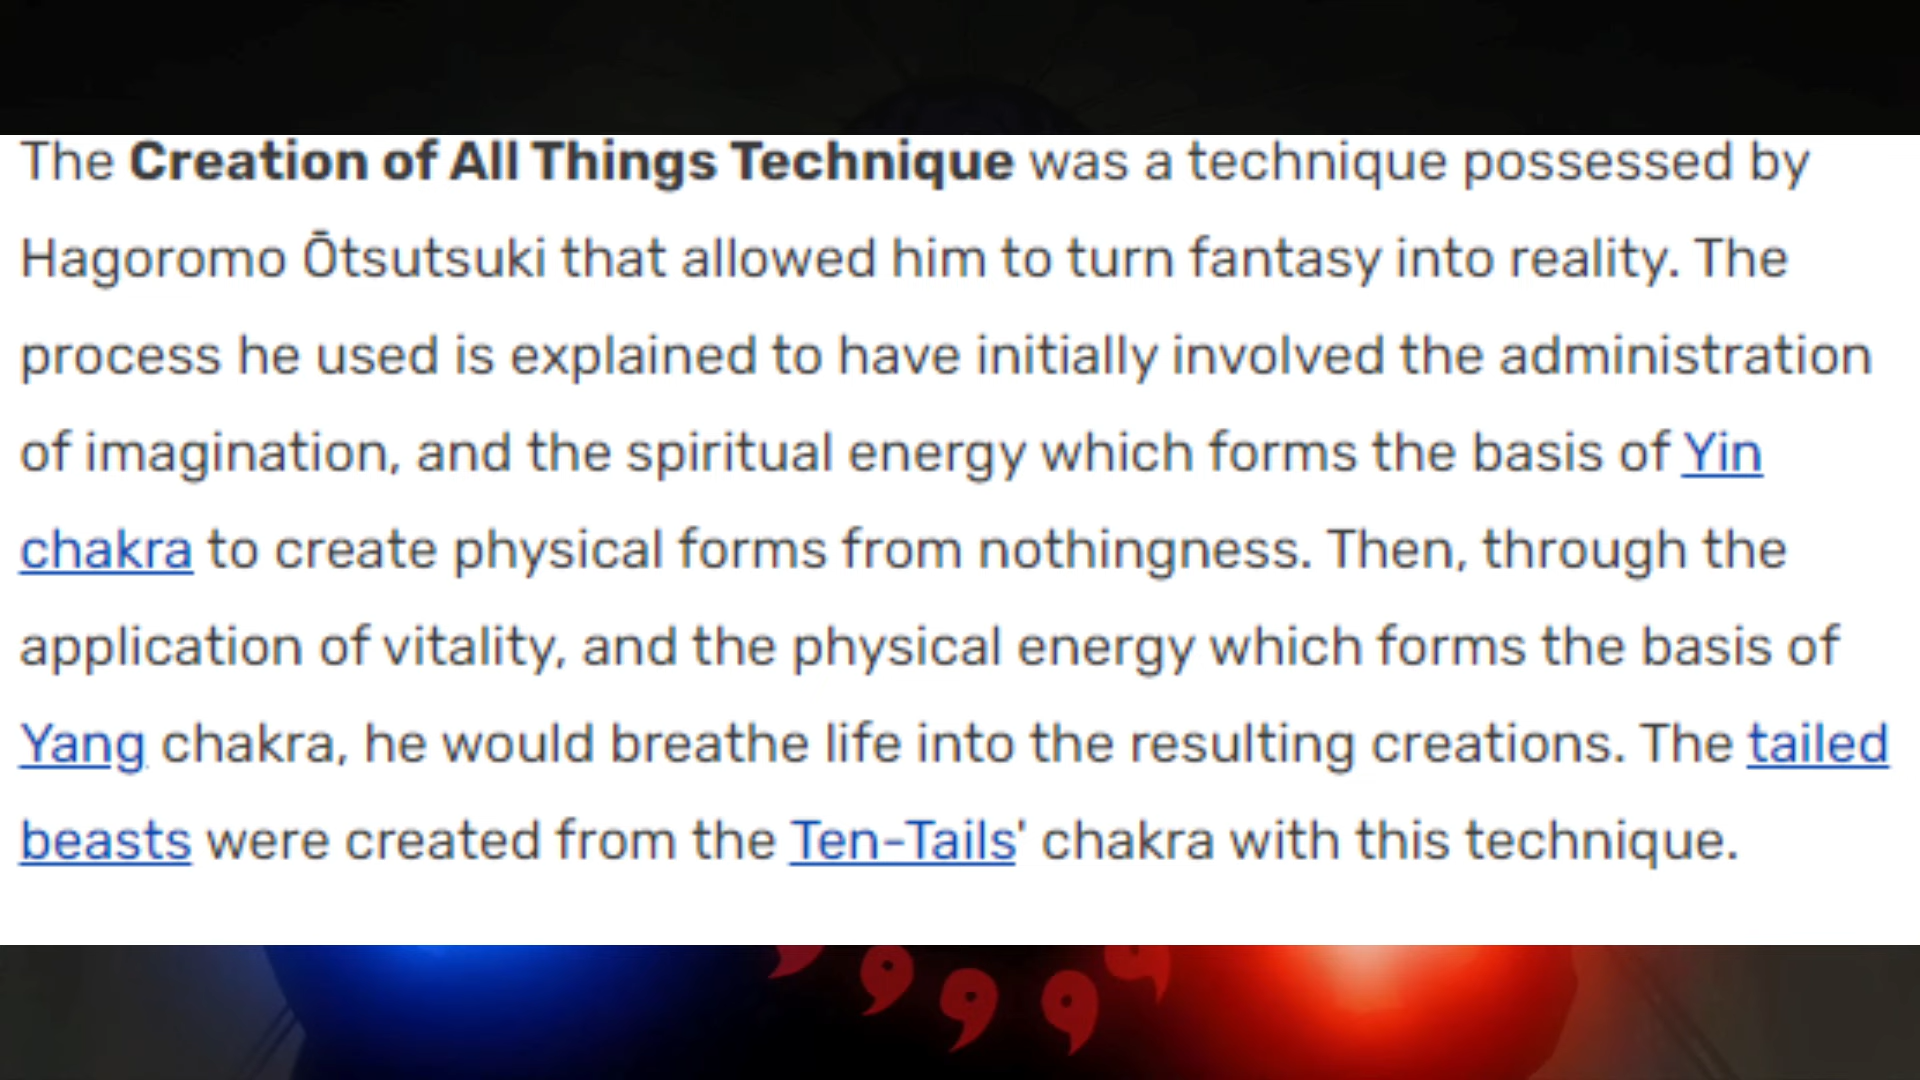 The Creation of All Things Technique was a technique possessed by
Hagoromo Ōtsutsuki that allowed him to turn fantasy into reality. The
process he used is explained to have initially involved the administration
of imagination, and the spiritual energy which forms the basis of Yin
chakra to create physical forms from nothingness. Then, through the
application of vitality, and the physical energy which forms the basis of
Yang chakra, he would breathe life into the resulting creations. The tailed
beasts were created from the Ten-Tails' chakra with this technique.